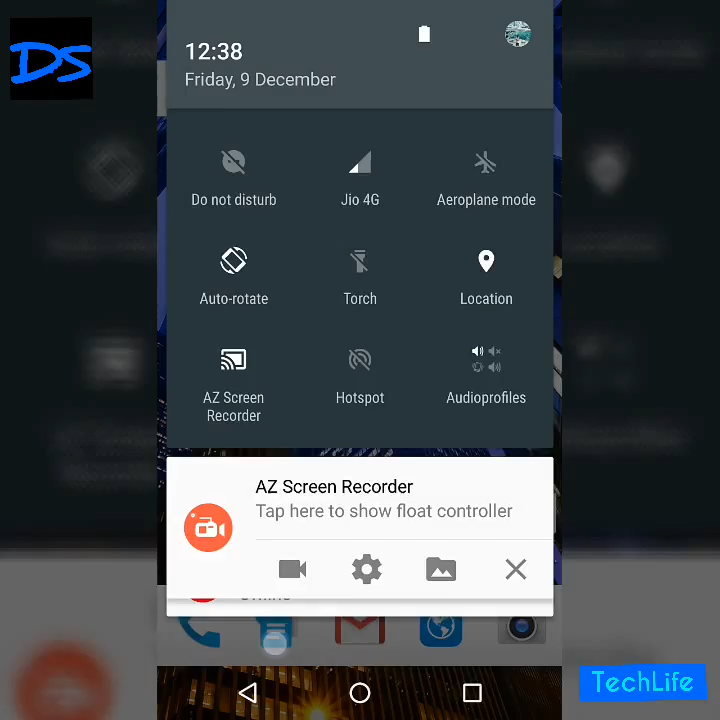 DS
12:38
Friday, 9 December
Do not disturb
Jio 4G
Aeroplane mode
Auto-rotate
Torch
Location
AZ Screen
Recorder
Hotspot
Audioprofiles
AZ Screen Recorder
Tap here to show float controller
TechLife